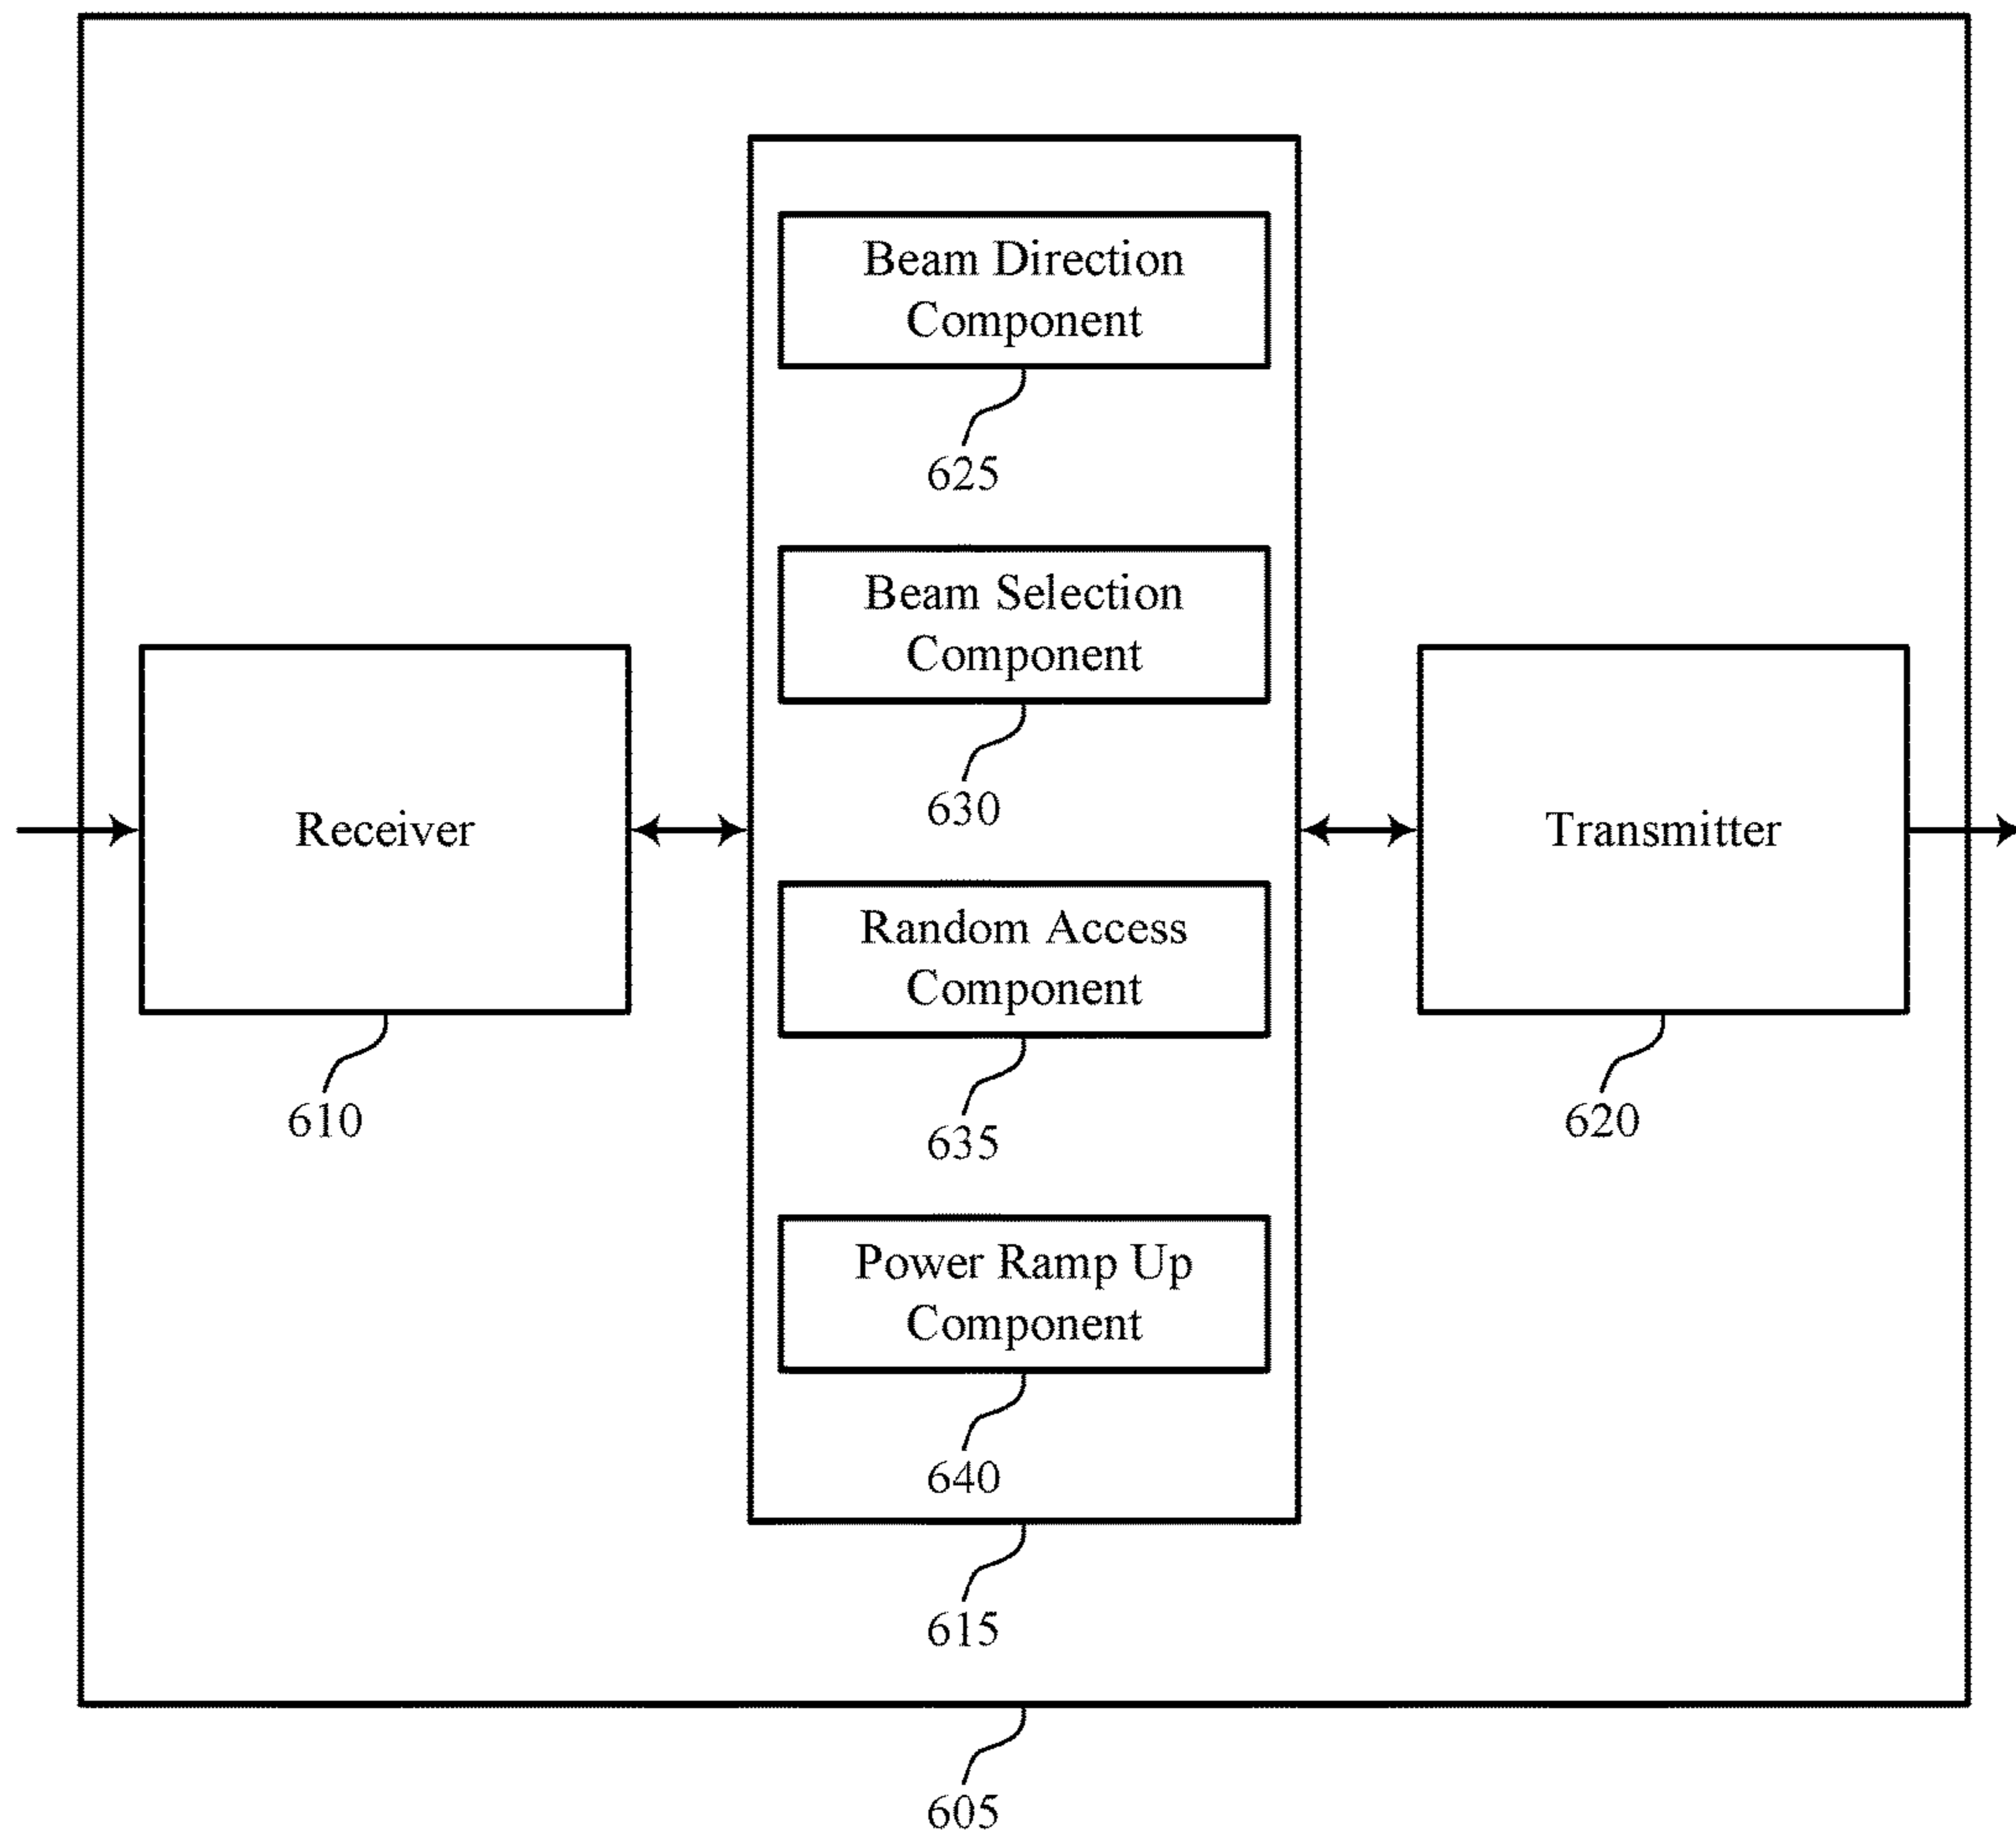 Beam Direction
Component
625
Beam Selection
Component
630
Receiver
610
Random Access
Component
635
Transmitter
620
Power Ramp Up
Component
640
615
605